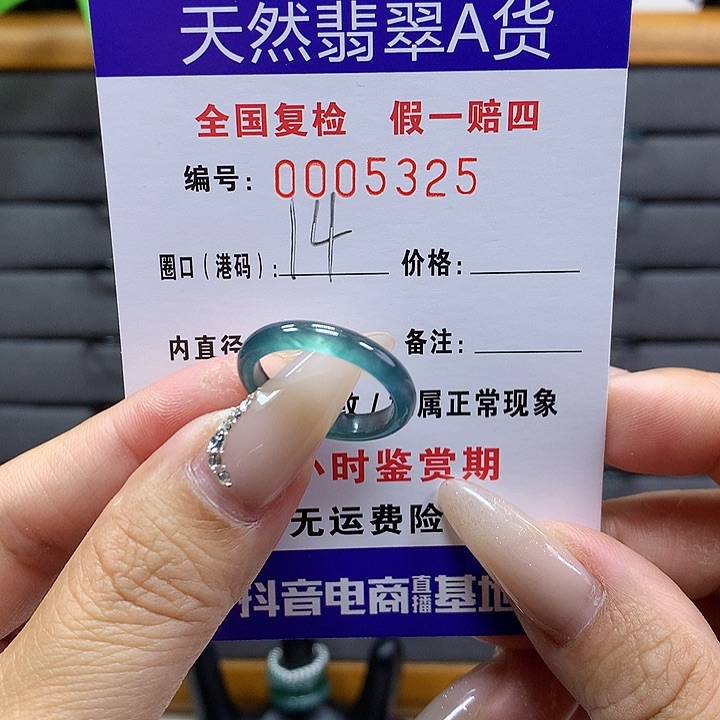 天然翡翠A货
全国复检 假一赔四
编号: 0005325
圈口(港码): 14 价格:
内直径 备注:
/ 属正常现象
小时鉴赏期
无运费险
抖音电商直播基地